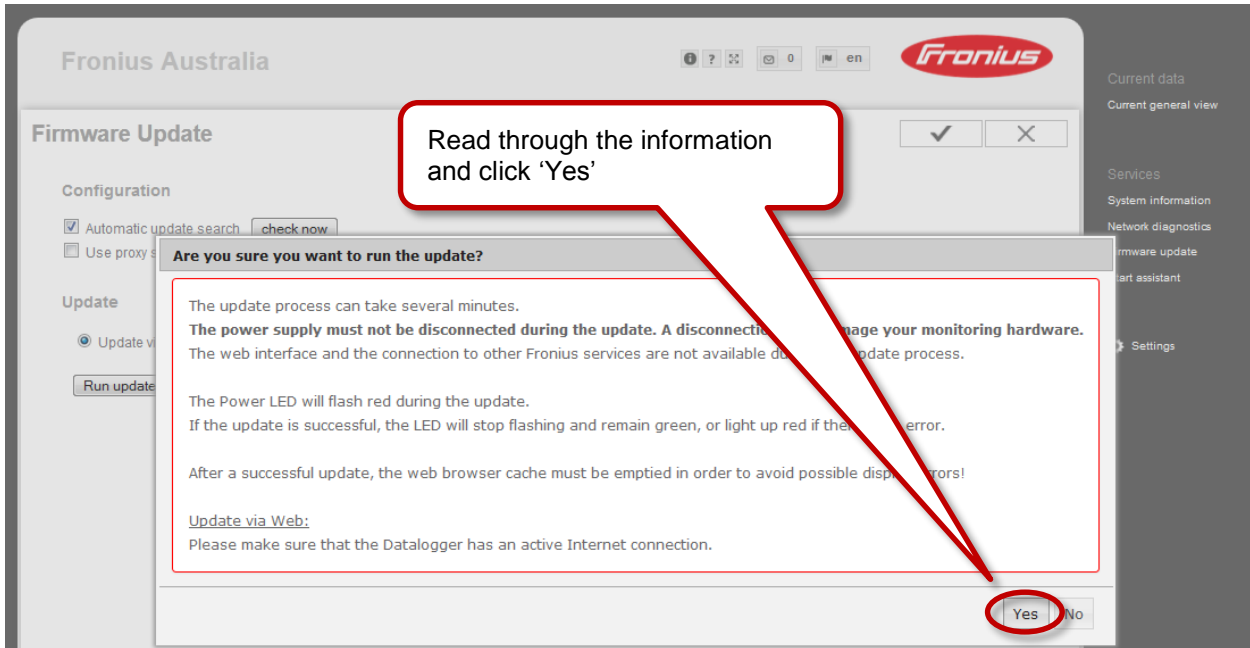 Fronius Australia
0 en
Fronius
Current data
Current general view
Firmware Update
Read through the information
and click ‘Yes’
Services
System information
Network diagnostics
rmware update
tart assistant
Settings
Configuration
Automatic update search check now
Use proxy s
Update
Update vi
Run update
Are you sure you want to run the update?
The update process can take several minutes.
The power supply must not be disconnected during the update. A disconnectio mage your monitoring hardware.
The web interface and the connection to other Fronius services are not available du pdate process.
The Power LED will flash red during the update.
If the update is successful, the LED will stop flashing and remain green, or light up red if ther error.
After a successful update, the web browser cache must be emptied in order to avoid possible disp rrors!
Update via Web:
Please make sure that the Datalogger has an active Internet connection.
Yes No